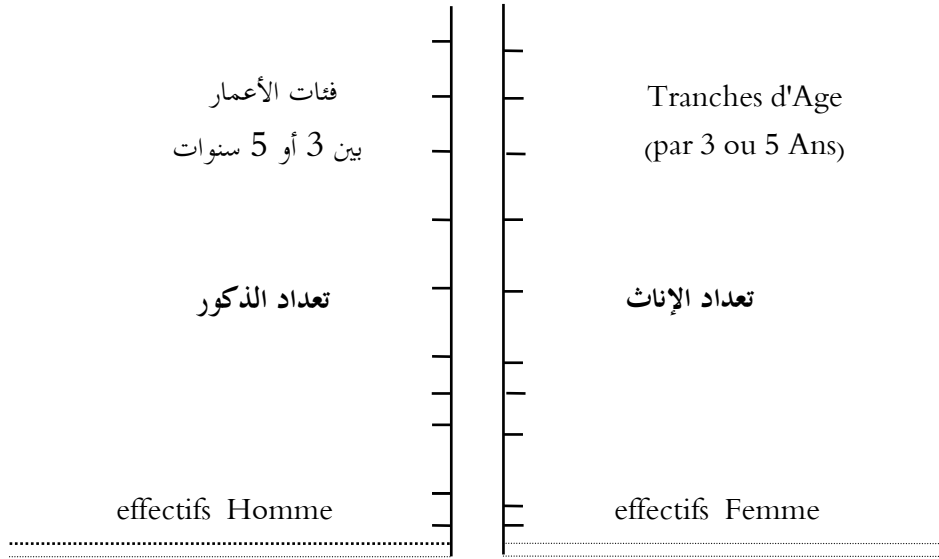 فئات الأعمار
بين 3 أو 5 سنوات
Tranches d'Age
(par 3 ou 5 Ans)
تعداد الذكور
تعداد الإناث
effectifs Homme
effectifs Femme